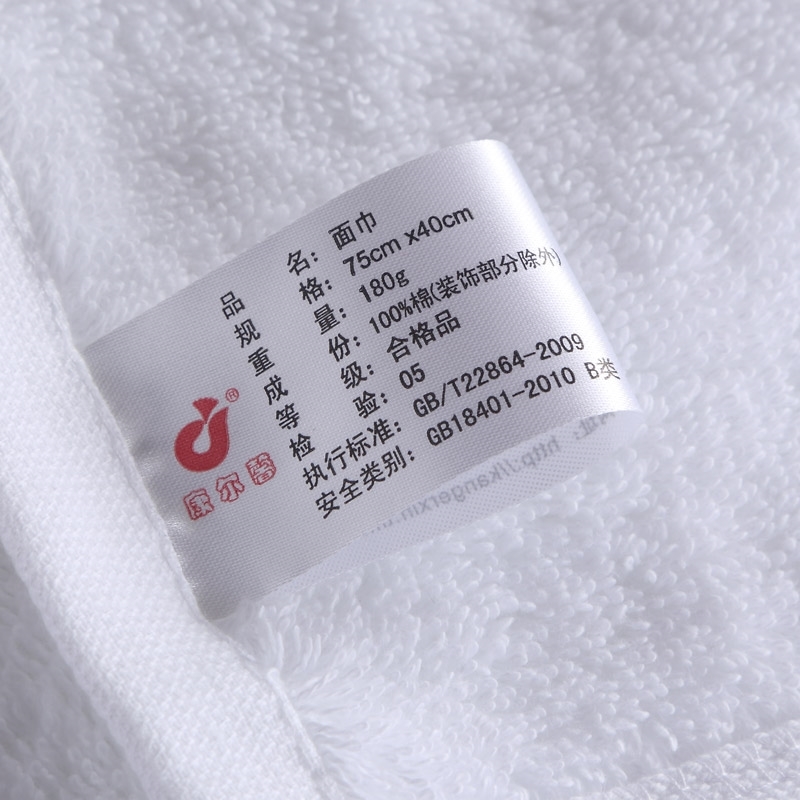 品名：面巾
规格：75cm x40cm
重量：180g
成份：100%棉(装饰部分除外)
等级：合格品
检验：05
执行标准：GB/T22864-2009
安全类别：GB18401-2010 B类
®
康尔馨
http://kangerxin.